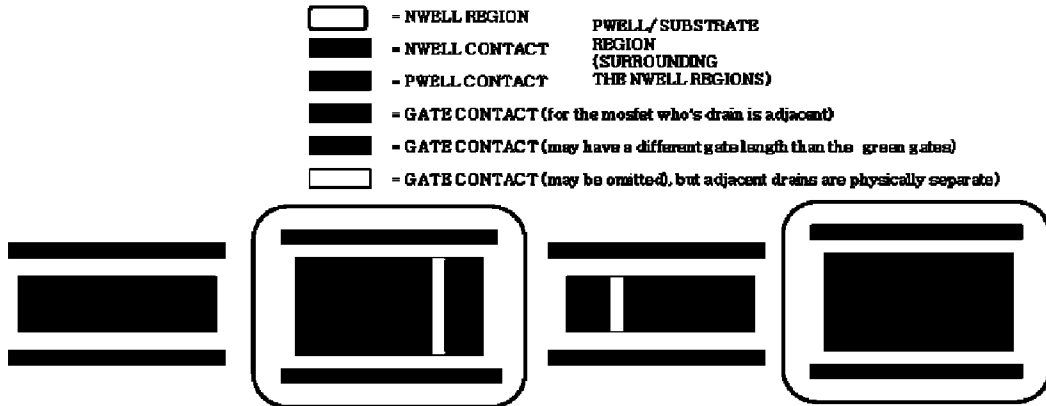 = NWELL REGION
= NWELL CONTACT
= PWELL CONTACT
PWELL/SUBSTRATE
REGION
(SURROUNDING
THE NWELL REGIONS)
= GATE CONTACT (for the mosfet who's drain is adjacent)
= GATE CONTACT (may have a different gate length than the green gates)
= GATE CONTACT (may be omitted), but adjacent drains are physically separate)